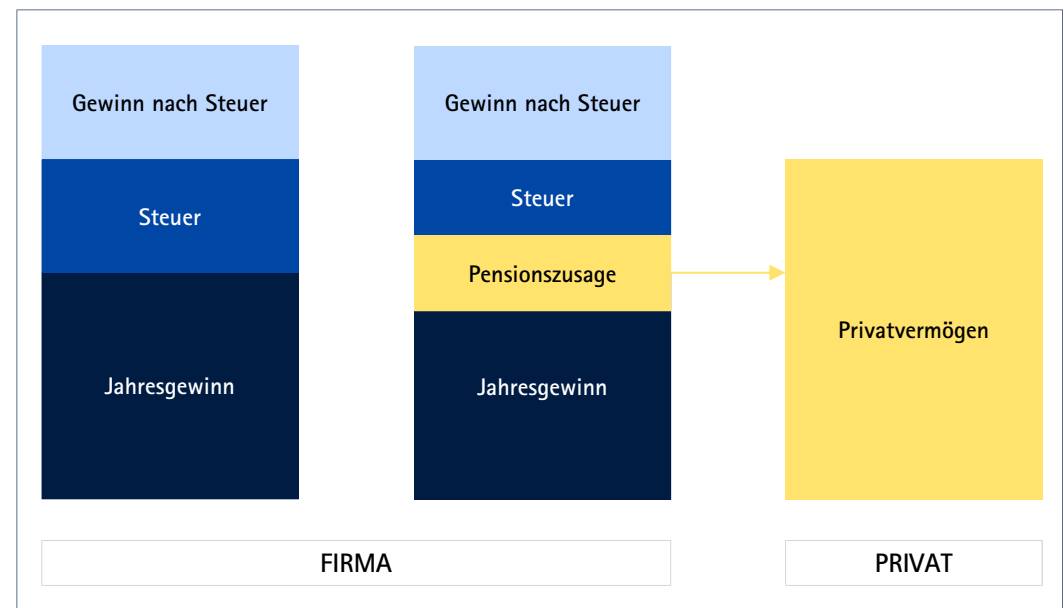 Gewinn nach Steuer
Steuer
Jahresgewinn
Gewinn nach Steuer
Steuer
Pensionszusage
Jahresgewinn
Privatvermögen
FIRMA
PRIVAT